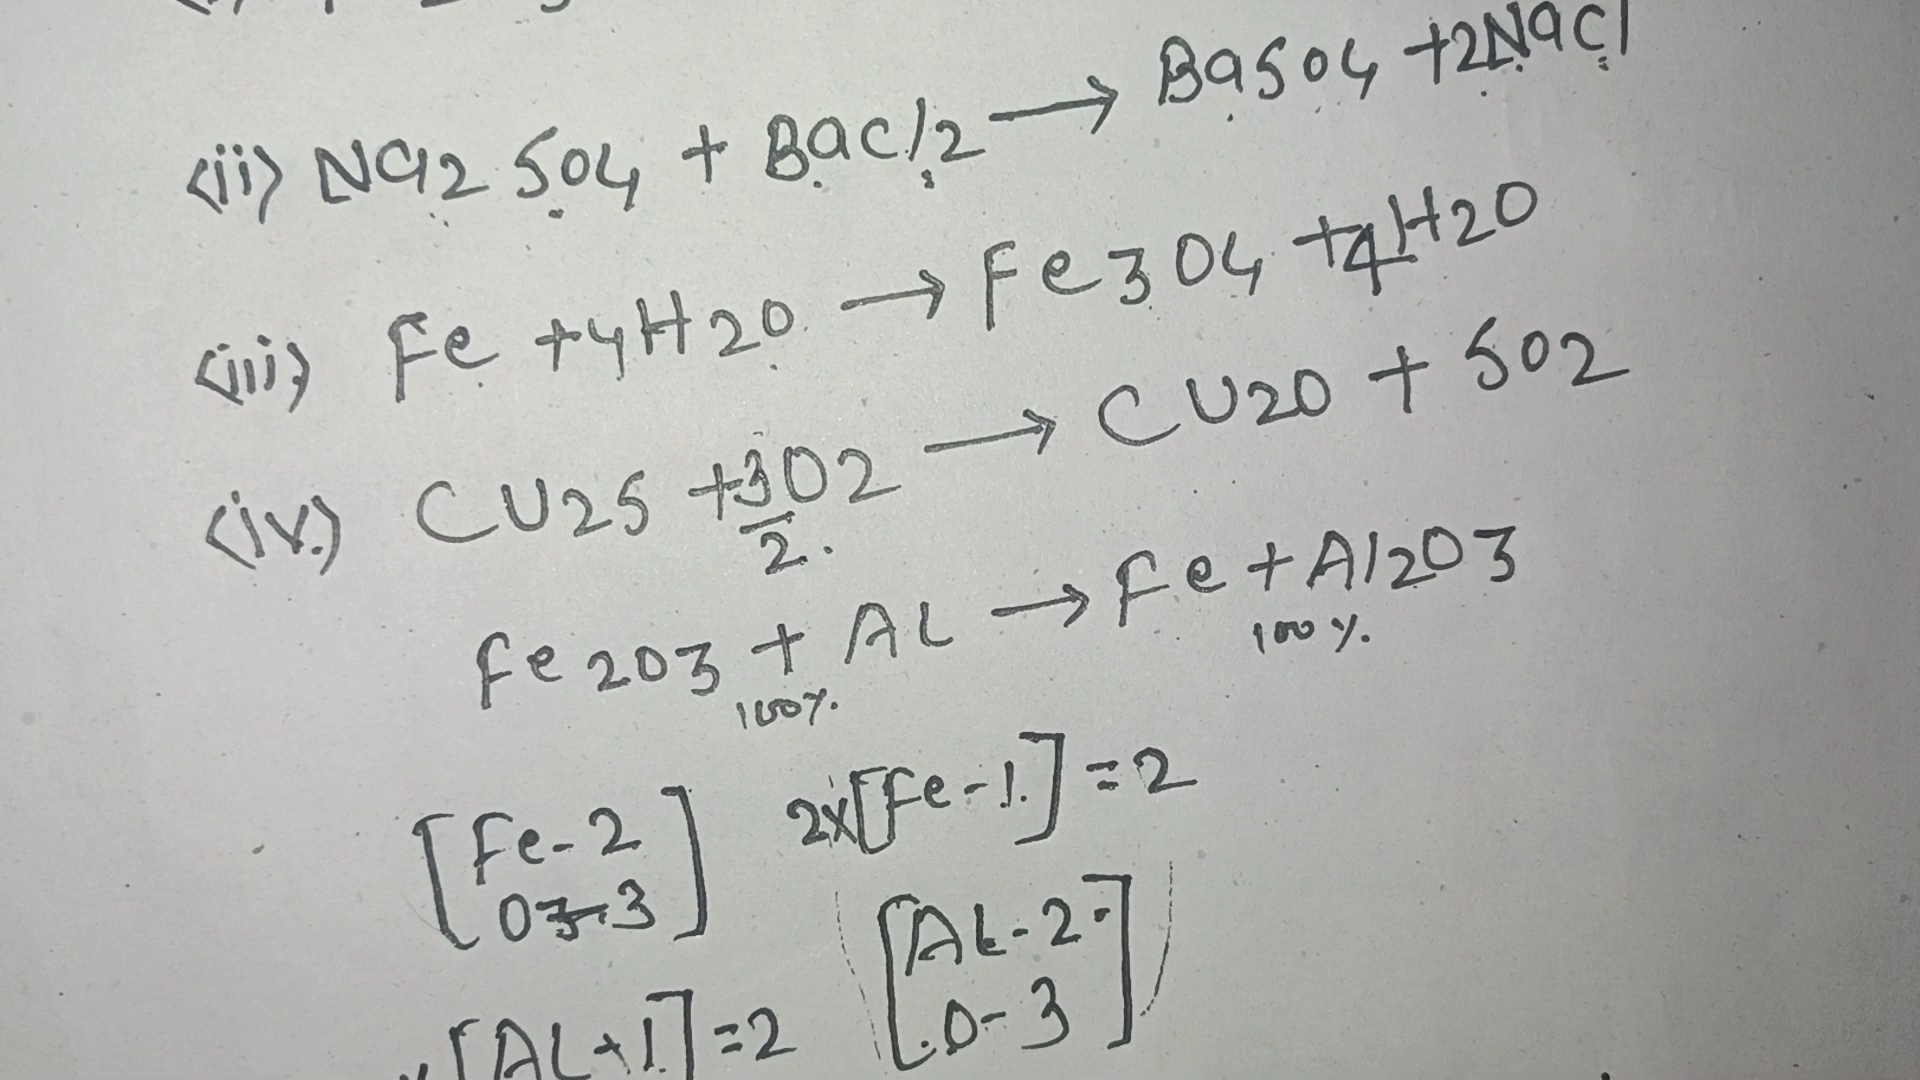 (ii) Na2SO4 + BaCl2 → BaSO4 + 2NaCl
(iii) Fe + 4H2O → Fe3O4 + 4H2O
(iv) CU2S + 3/2 O2 → CU2O + SO2
Fe2O3 + AL → Fe + Al2O3
100% 100%
[Fe-2 2x[Fe-1.] = 2
O-3] [AL-2
[AL+1] = 2 O-3]